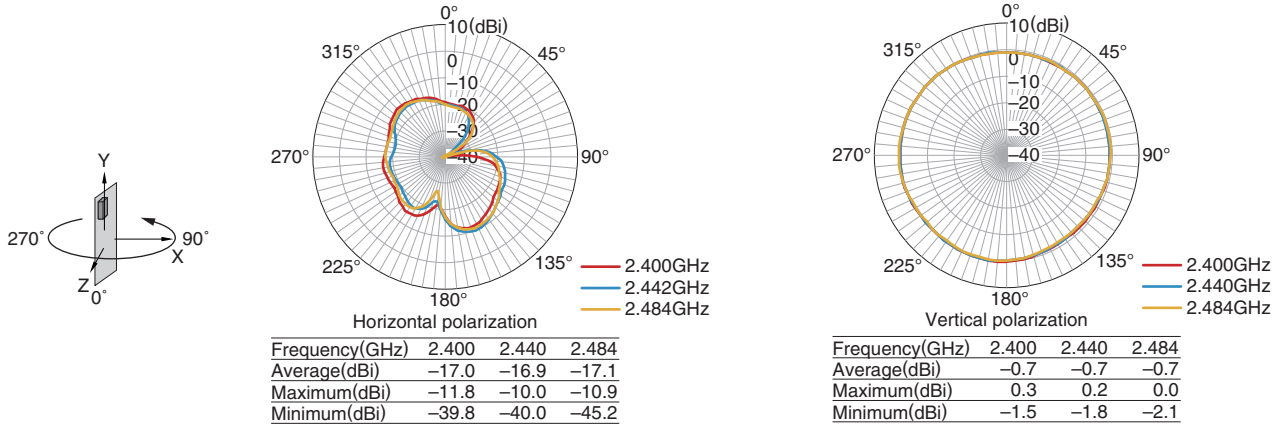 Y
270˚
90˚
X
Z
0˚
0°
10(dBi)
315°
45°
0
−10
−20
−30
−40
270°
90°
225°
135°
180°
2.400GHz
2.442GHz
2.484GHz
Horizontal polarization
Frequency(GHz) 2.400 2.440 2.484
Average(dBi) −17.0 −16.9 −17.1
Maximum(dBi) −11.8 −10.0 −10.9
Minimum(dBi) −39.8 −40.0 −45.2
0°
10(dBi)
315°
45°
0
−10
−20
−30
−40
270°
90°
225°
135°
180°
2.400GHz
2.440GHz
2.484GHz
Vertical polarization
Frequency(GHz) 2.400 2.440 2.484
Average(dBi) −0.7 −0.7 −0.7
Maximum(dBi) 0.3 0.2 0.0
Minimum(dBi) −1.5 −1.8 −2.1